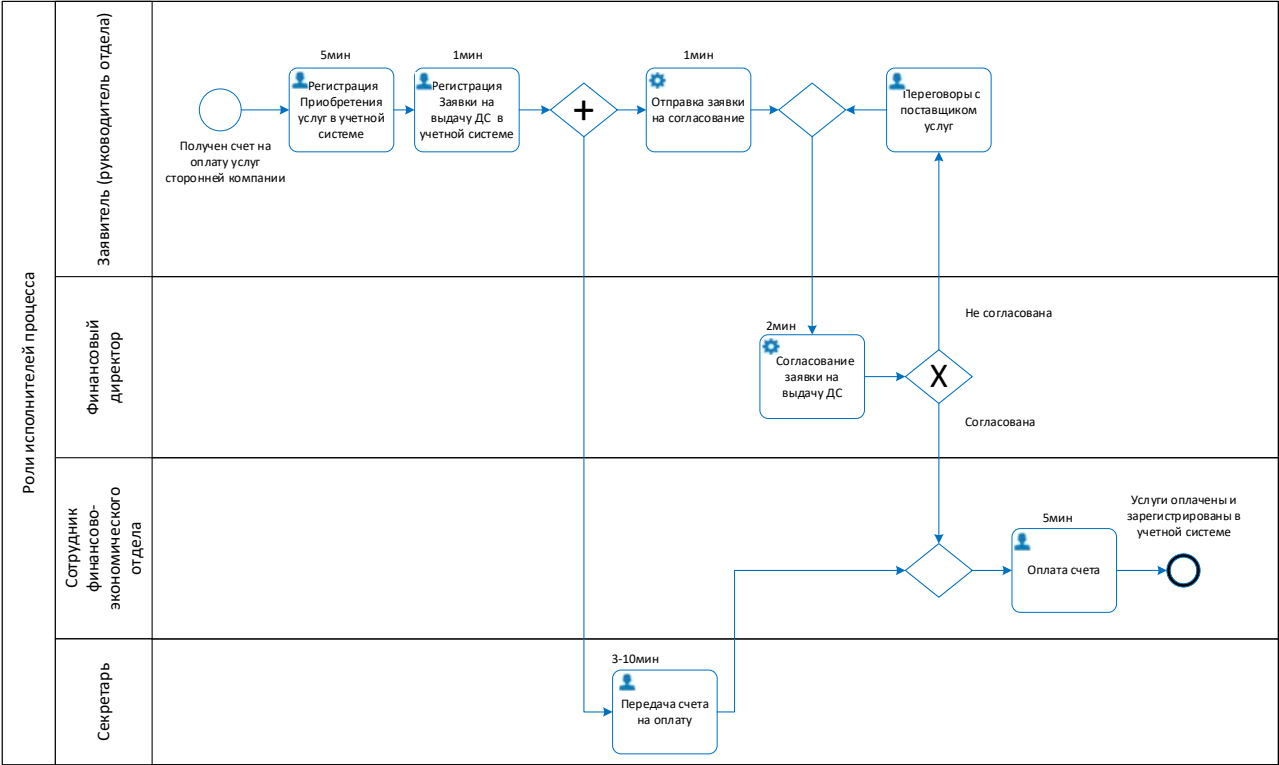 Роли исполнителей процесса
Заявитель (руководитель отдела)
5мин
Регистрация
Приобретения
услуг в учетной
системе
1мин
Регистрация
Заявки на
выдачу ДС в
учетной системе
1мин
Отправка заявки
на согласование
Переговоры с
поставщиком
услуг
Получен счет на
оплату услуг
сторонней компании
Финансовый
директор
2мин
Согласование
заявки на
выдачу ДС
X
Не согласована
Согласована
Сотрудник
финансово-
экономического
отдела
5мин
Оплата счета
Услуги оплачены и
зарегистрированы в
учетной системе
Секретарь
3-10мин
Передача счета
на оплату